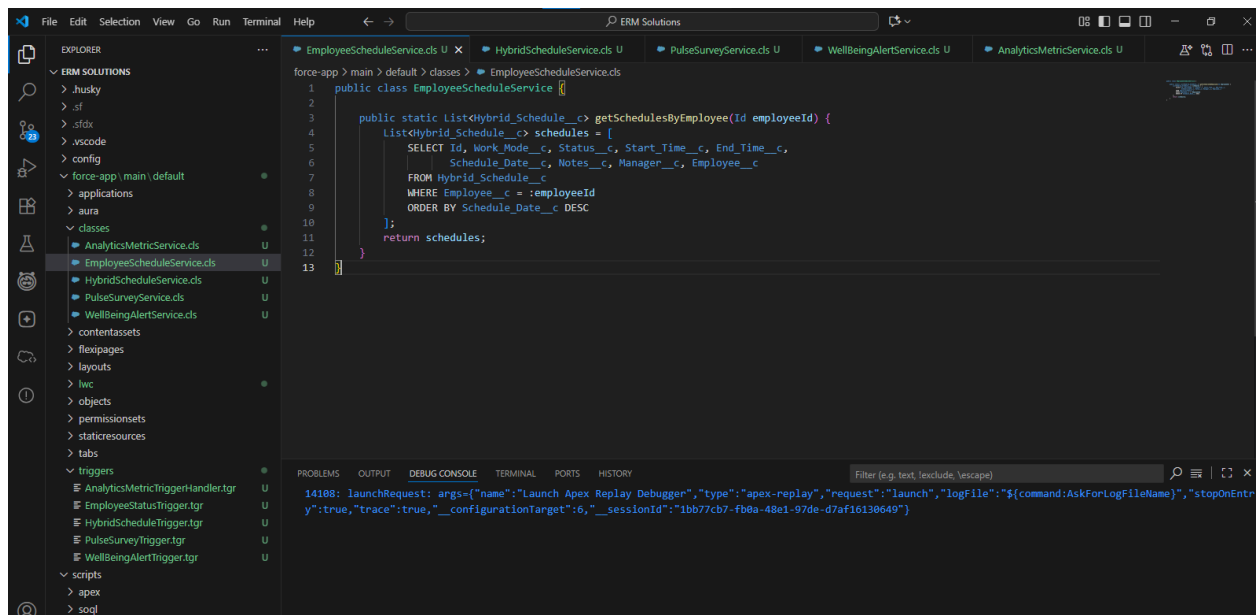 File Edit Selection View Go Run Terminal Help
ERM Solutions
EXPLORER
EmployeeScheduleService.cls U
HybridScheduleService.cls U
PulseSurveyService.cls U
WellBeingAlertService.cls U
AnalyticsMetricService.cls U
force-app > main > default > classes > EmployeeScheduleService.cls
ERM SOLUTIONS
.husky
.sf
.sfdx
.vscode
config
force-app\main\default
applications
aura
classes
AnalyticsMetricService.cls U
EmployeeScheduleService.cls U
HybridScheduleService.cls U
PulseSurveyService.cls U
WellBeingAlertService.cls U
contentassets
flexipages
layouts
lwc
objects
permissionsets
staticresources
tabs
triggers
AnalyticsMetricTriggerHandler.tgr U
EmployeeStatusTrigger.tgr U
HybridScheduleTrigger.tgr U
PulseSurveyTrigger.tgr U
WellBeingAlertTrigger.tgr U
scripts
apex
soql
23
1 public class EmployeeScheduleService {
2
3 public static List<Hybrid_Schedule__c> getSchedulesByEmployee(Id employeeId) {
4 List<Hybrid_Schedule__c> schedules = [
5 SELECT Id, Work_Mode__c, Status__c, Start_Time__c, End_Time__c,
6 Schedule_Date__c, Notes__c, Manager__c, Employee__c
7 FROM Hybrid_Schedule__c
8 WHERE Employee__c = :employeeId
9 ORDER BY Schedule_Date__c DESC
10 ];
11 return schedules;
12 }
13 }
PROBLEMS OUTPUT DEBUG CONSOLE TERMINAL PORTS HISTORY
Filter (e.g. text, !exclude, \escape)
14108: launchRequest: args={"name":"Launch Apex Replay Debugger","type":"apex-replay","request":"launch","logFile":"${command:AskForLogFileName}","stopOnEntr
y":true,"trace":true,"__configurationTarget":6,"__sessionId":"1bb77cb7-fb0a-48e1-97de-d7af16130649"}